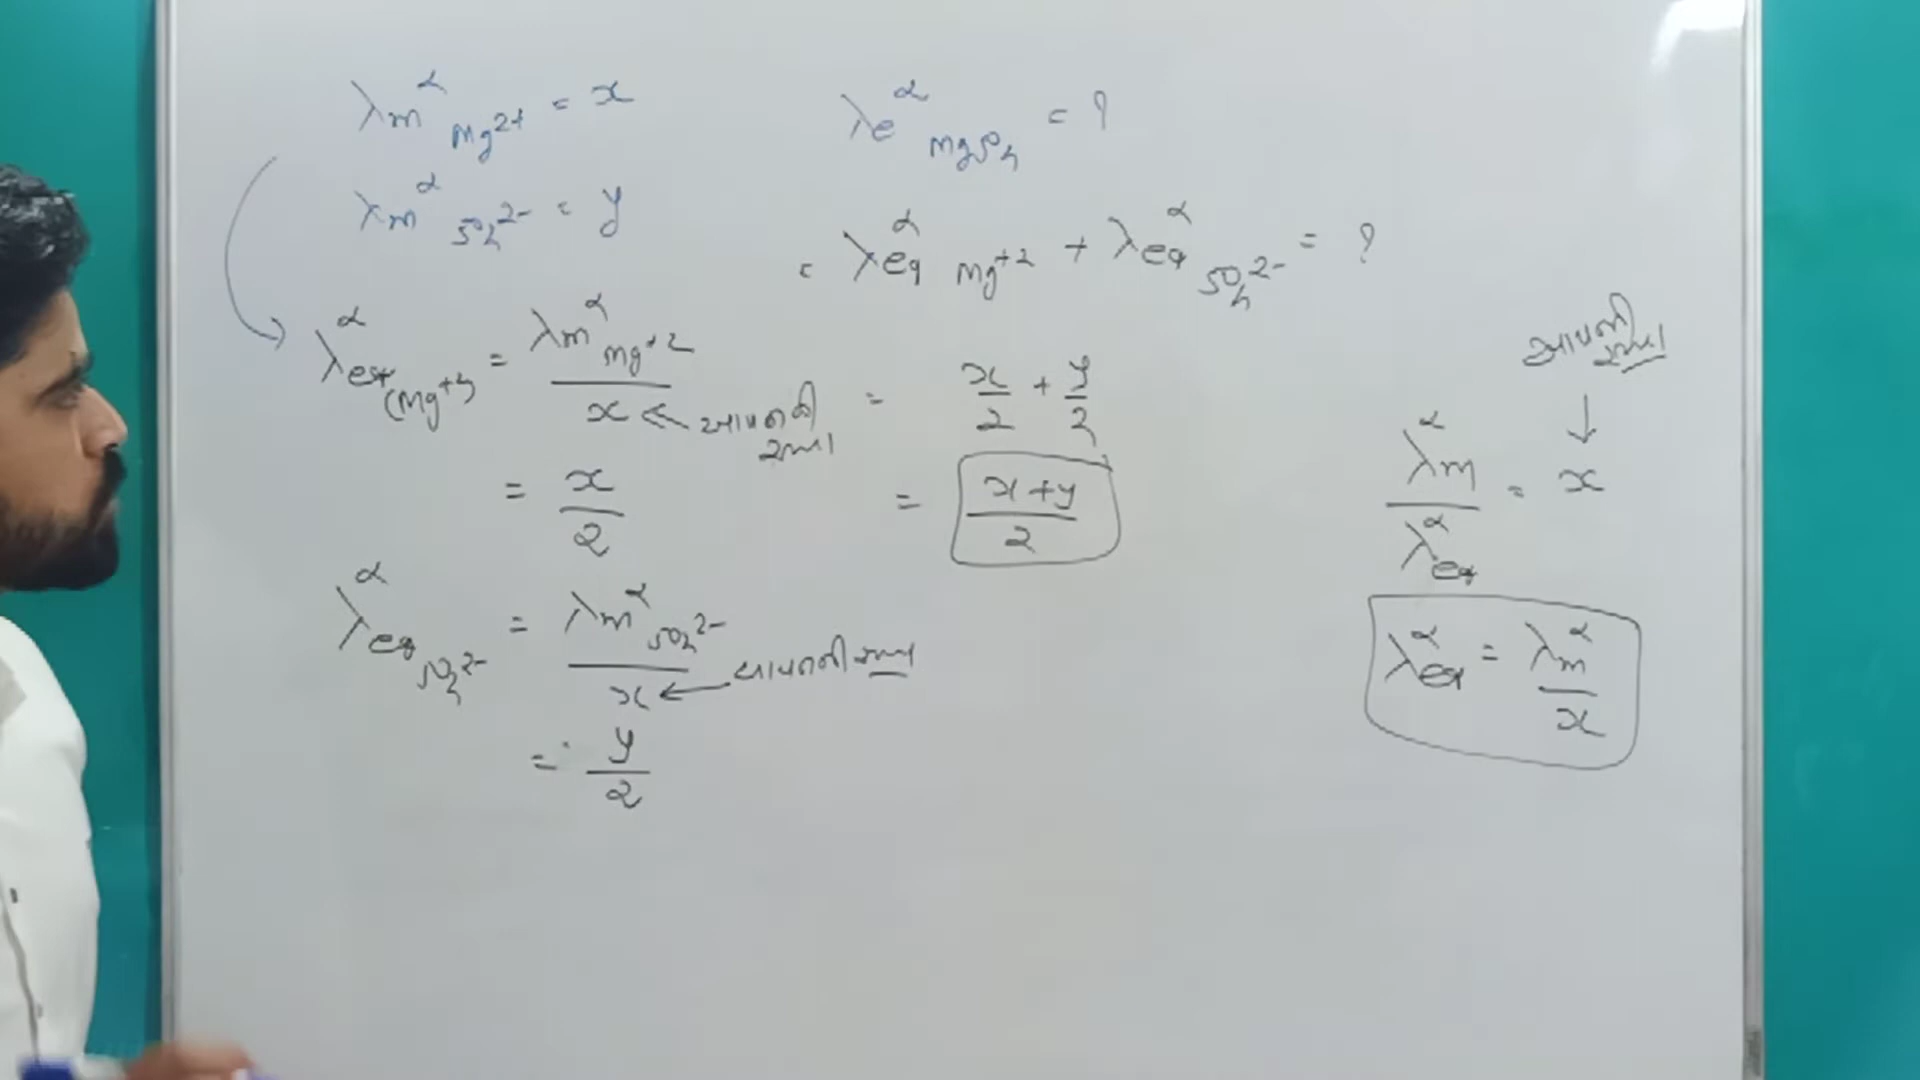 λm^α Mg²⁺ = x
λm^α SO₄²⁻ = y
λe^α MgSO₄ = ?
= λeq^α Mg⁺² + λeq^α SO₄²⁻ = ?
λeq^α (Mg⁺²) = λm^α Mg⁺² / x ← આયનની
= x/2
λeq^α SO₄²⁻ = λm^α SO₄²⁻ / x ← આયનની
= y/2
= x/2 + y/2
= (x+y)/2
આયનની
↓
λm^α / λeq^α = x
λeq^α = λm^α / x